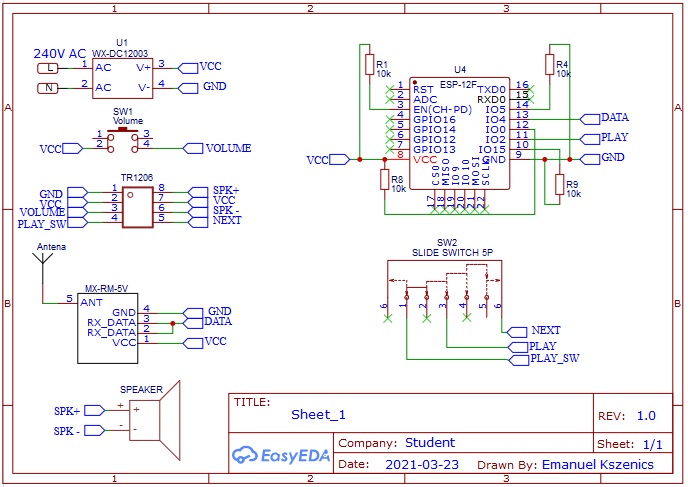 1 2 3
A
B
240V AC
L
N
U1
WX-DC12003
1 AC V+ 3
2 AC V- 4
VCC
GND
SW1
Volume
1 3
2 4
VCC
VOLUME
TR1206
GND 1 8 SPK+
VCC 2 7 VCC
VOLUME 3 6 SPK -
PLAY_SW 4 5 NEXT
Antena
MX-RM-5V
5 ANT
GND 4 GND
RX_DATA 3 DATA
RX_DATA 2
VCC 1 VCC
SPEAKER
SPK+ + +
SPK - - -
R1
10k
R4
10k
U4
ESP-12F
1 RST TXD0 16
2 ADC RXD0 15
3 EN(CH-PD) IO5 14
4 GPIO16 IO4 13 DATA
5 GPIO14 IO0 12
6 GPIO12 IO2 11 PLAY
7 GPIO13 IO15 10
VCC 8 VCC GND 9 GND
CS0 MISO IO9 IO10 MOSI SCLK
17 18 19 20 21 22
R8
10k
R9
10k
SW2
SLIDE SWITCH 5P
6 1 2 3 4 5 6
NEXT
PLAY
PLAY_SW
TITLE:
Sheet_1
REV: 1.0
EasyEDA
Company: Student
Sheet: 1/1
Date: 2021-03-23 Drawn By: Emanuel Kszenics
A
B
1 2 3